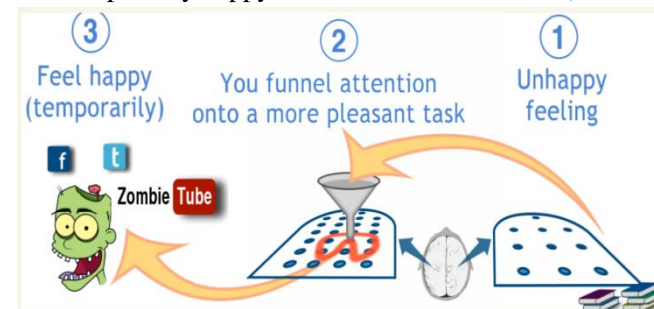 3
Feel happy
(temporarily)
2
You funnel attention
onto a more pleasant task
1
Unhappy
feeling
f
t
Zombie Tube